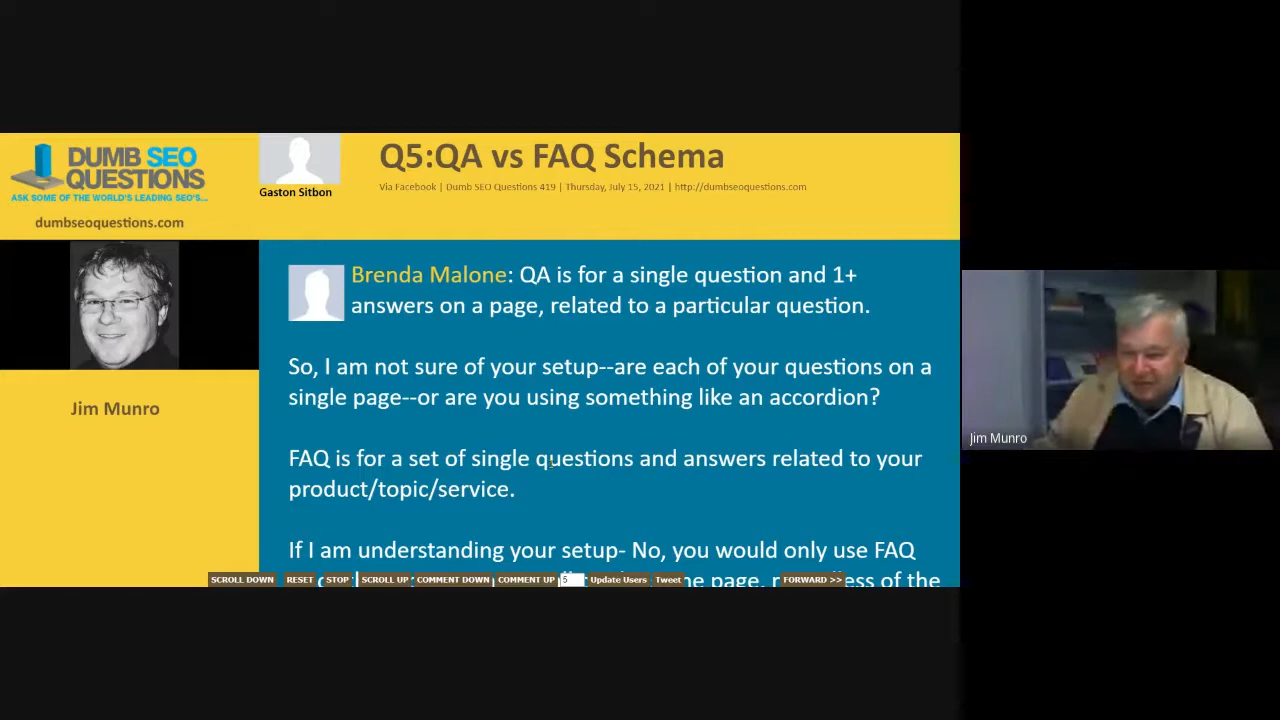 DUMB SEO
QUESTIONS
ASK SOME OF THE WORLD'S LEADING SEO'S...
dumbseoquestions.com
Gaston Sitbon
Q5:QA vs FAQ Schema
Via Facebook | Dumb SEO Questions 419 | Thursday, July 15, 2021 | http://dumbseoquestions.com
Jim Munro
Brenda Malone: QA is for a single question and 1+
answers on a page, related to a particular question.
So, I am not sure of your setup--are each of your questions on a
single page--or are you using something like an accordion?
FAQ is for a set of single questions and answers related to your
product/topic/service.
If I am understanding your setup- No, you would only use FAQ
page, of the
SCROLL DOWN RESET STOP SCROLL UP COMMENT DOWN COMMENT UP 5 Update Users Tweet FORWARD >>
Jim Munro